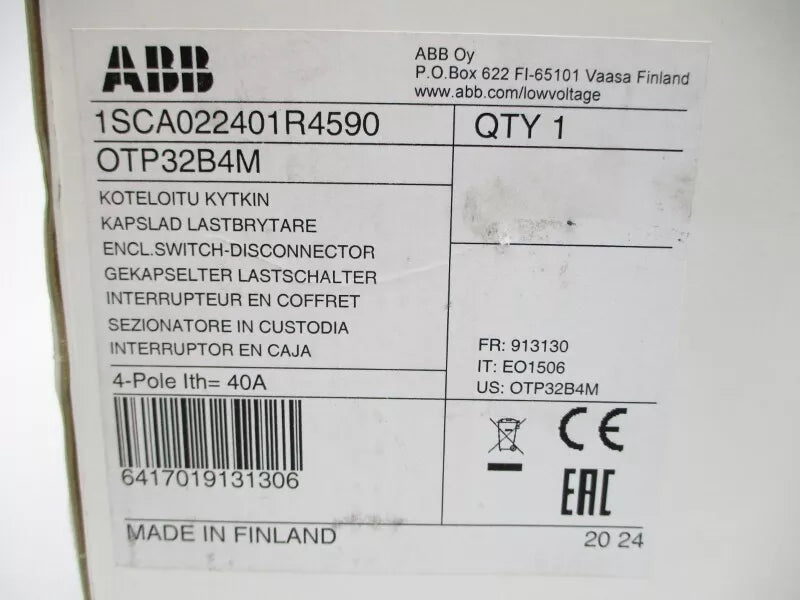 ABB
ABB Oy
P.O.Box 622 FI-65101 Vaasa Finland
www.abb.com/lowvoltage
1SCA022401R4590
QTY 1
OTP32B4M
KOTELOITU KYTKIN
KAPSLAD LASTBRYTARE
ENCL.SWITCH-DISCONNECTOR
GEKAPSELTER LASTSCHALTER
INTERRUPTEUR EN COFFRET
SEZIONATORE IN CUSTODIA
INTERRUPTOR EN CAJA
FR: 913130
IT: EO1506
US: OTP32B4M
4-Pole Ith= 40A
6417019131306
CE
EAC
MADE IN FINLAND
20 24